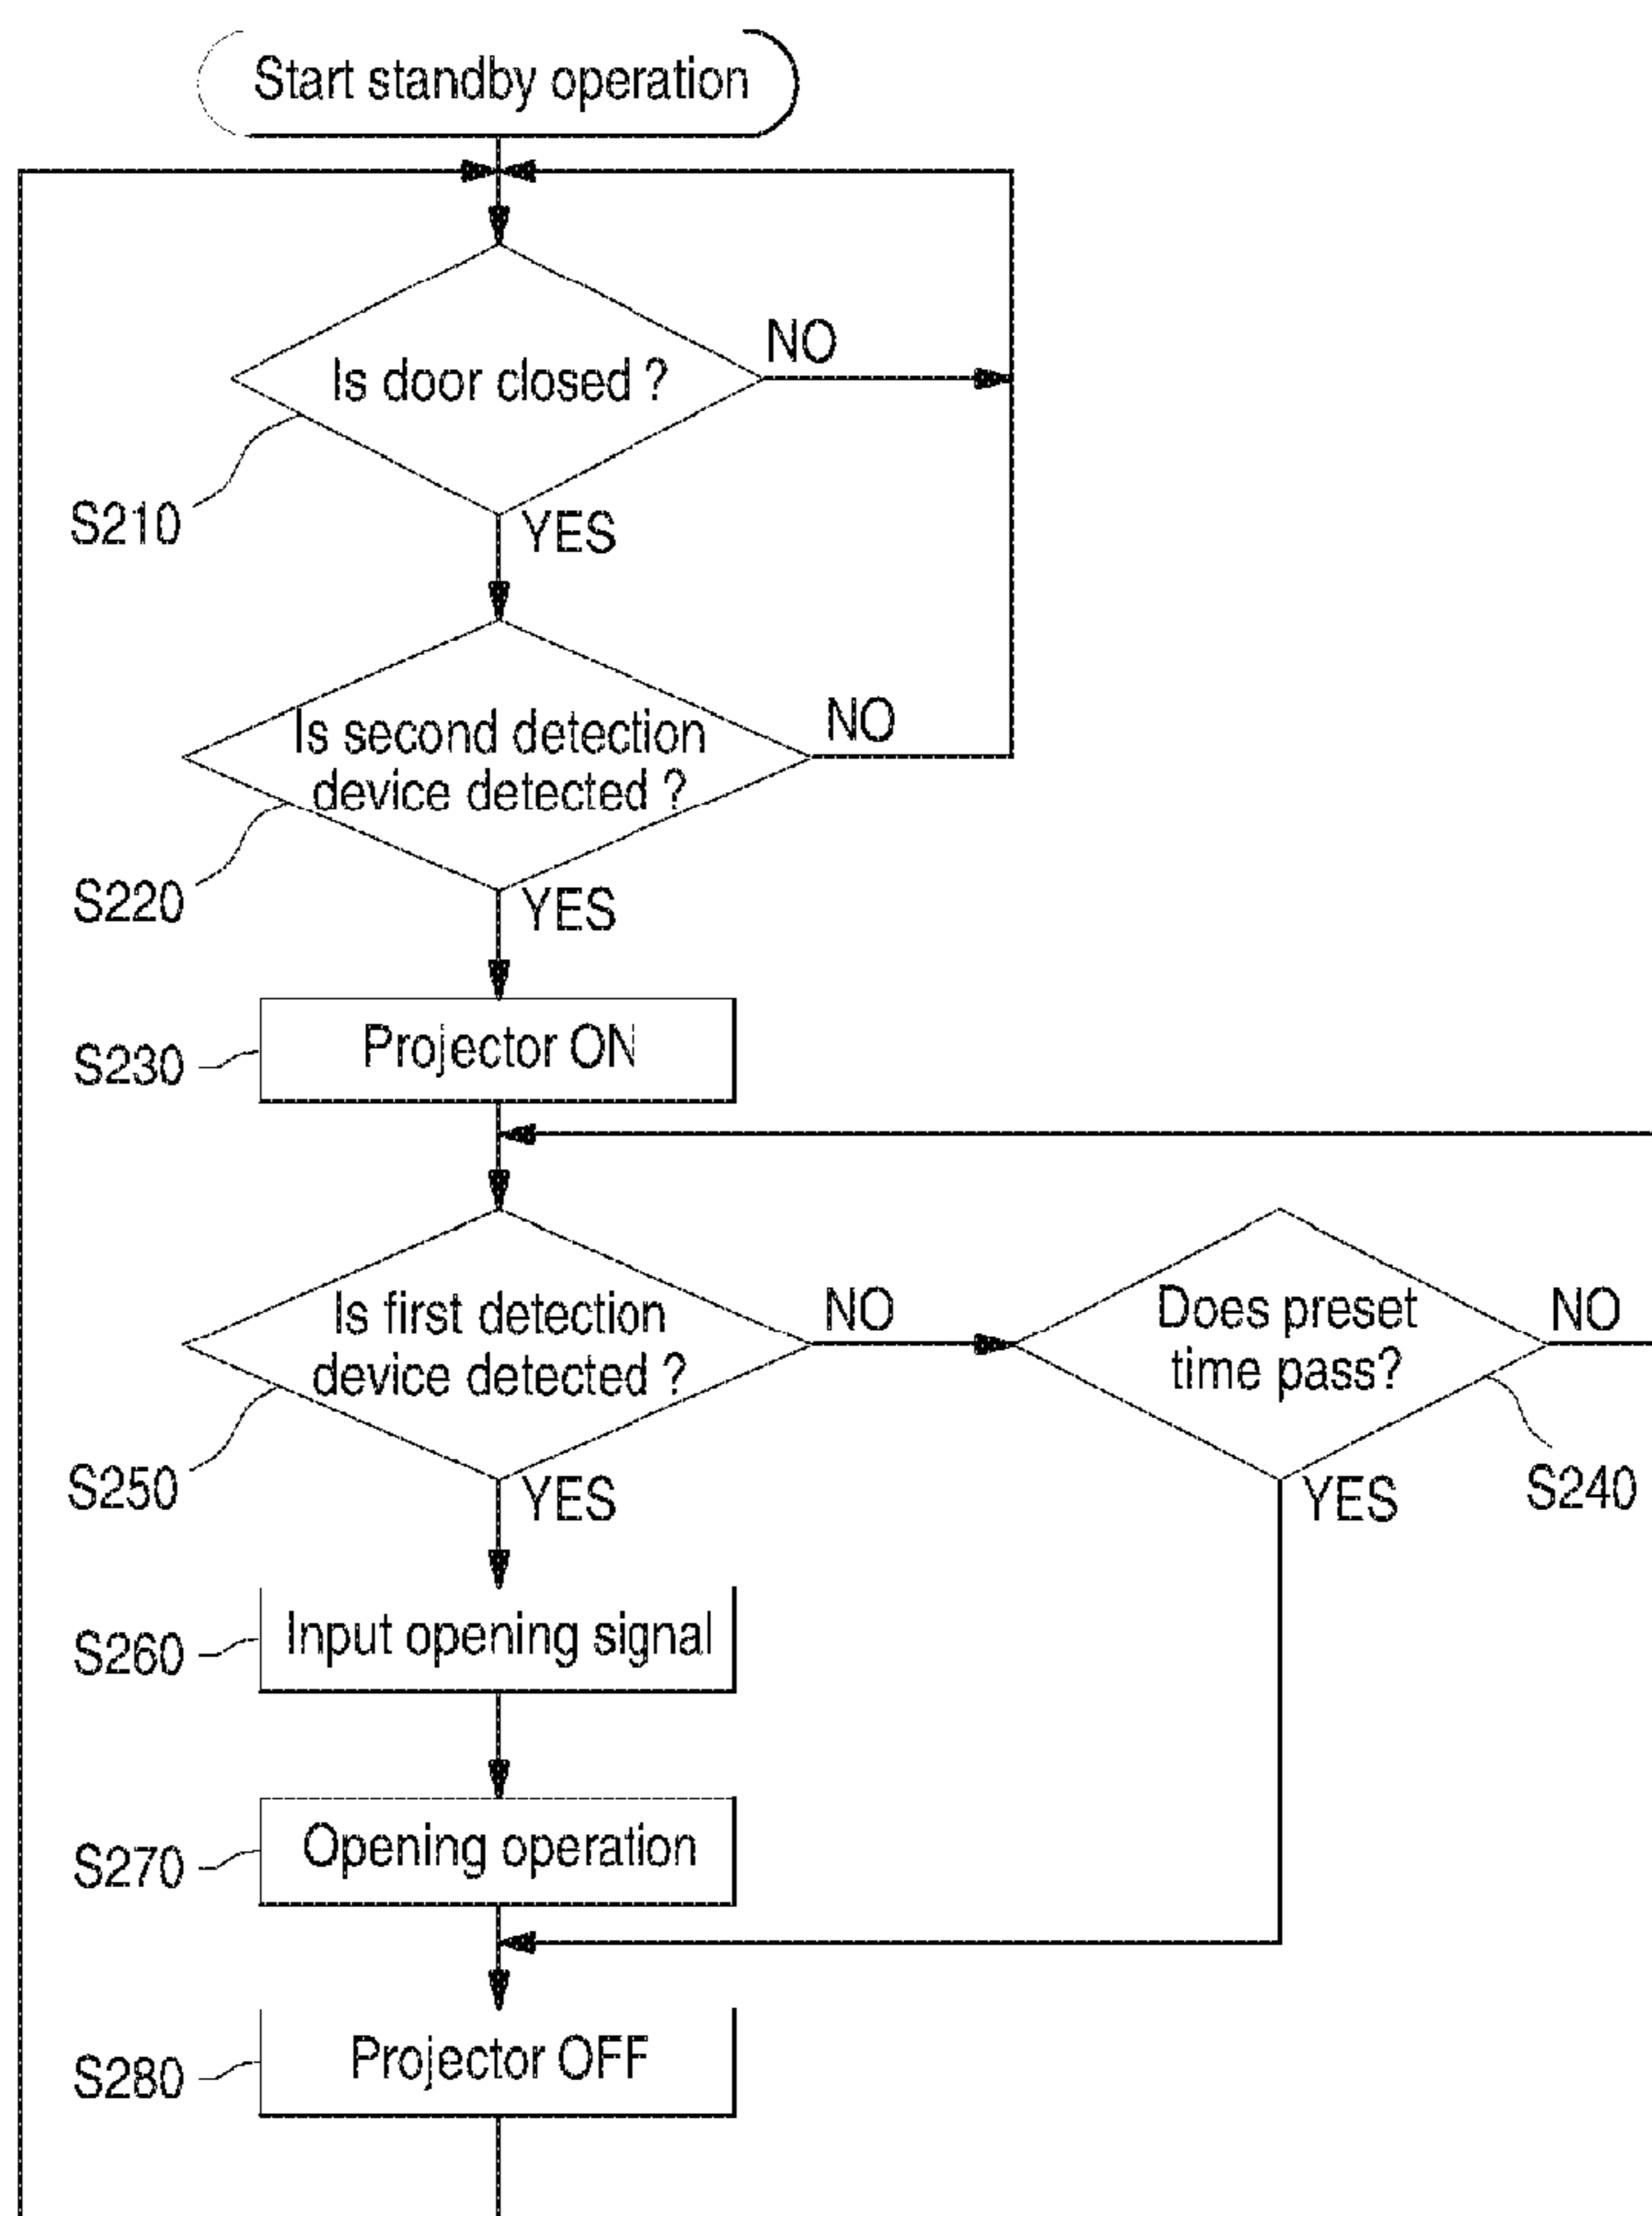 Start standby operation
NO
Is door closed ?
S210
YES
NO
Is second detection
device detected ?
S220
YES
Projector ON
S230
NO
NO
Is first detection
device detected ?
Does preset
time pass?
S250
YES
YES
S240
Input opening signal
S260
Opening operation
S270
Projector OFF
S280